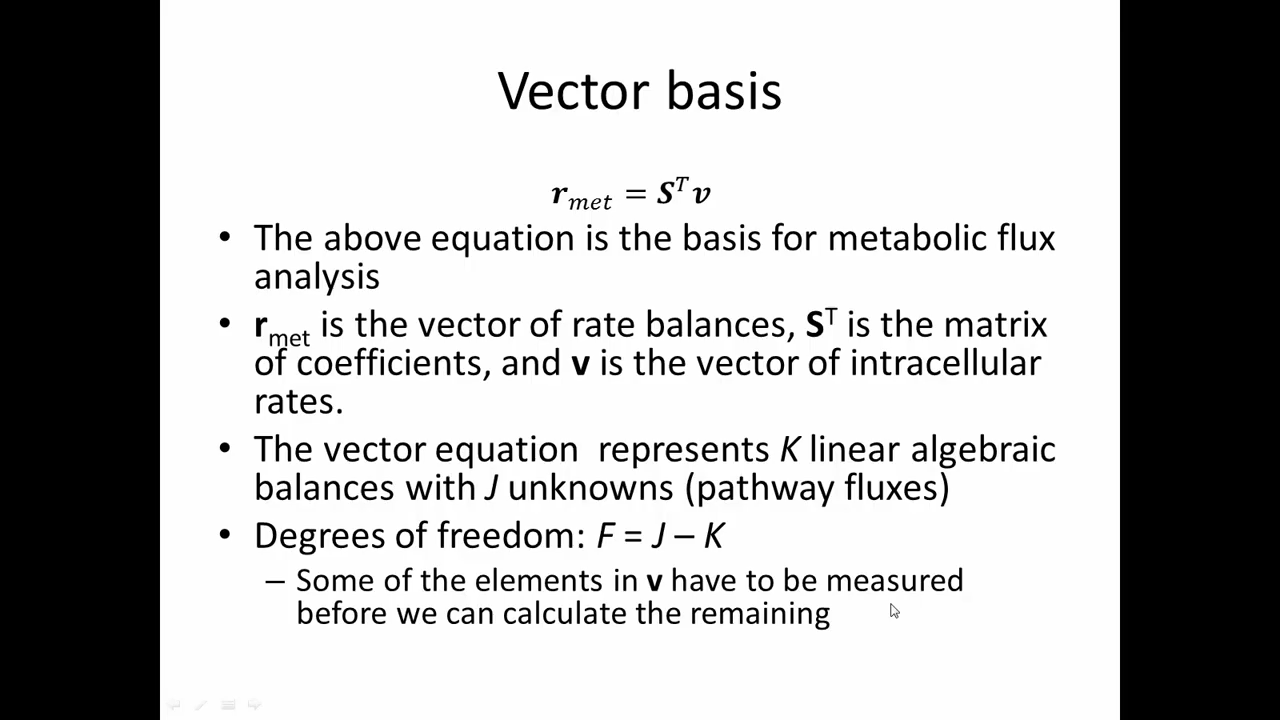 Vector basis
r_met = S^T v
• The above equation is the basis for metabolic flux
analysis
• r_met is the vector of rate balances, S^T is the matrix
of coefficients, and v is the vector of intracellular
rates.
• The vector equation  represents K linear algebraic
balances with J unknowns (pathway fluxes)
• Degrees of freedom: F = J – K
– Some of the elements in v have to be measured
before we can calculate the remaining